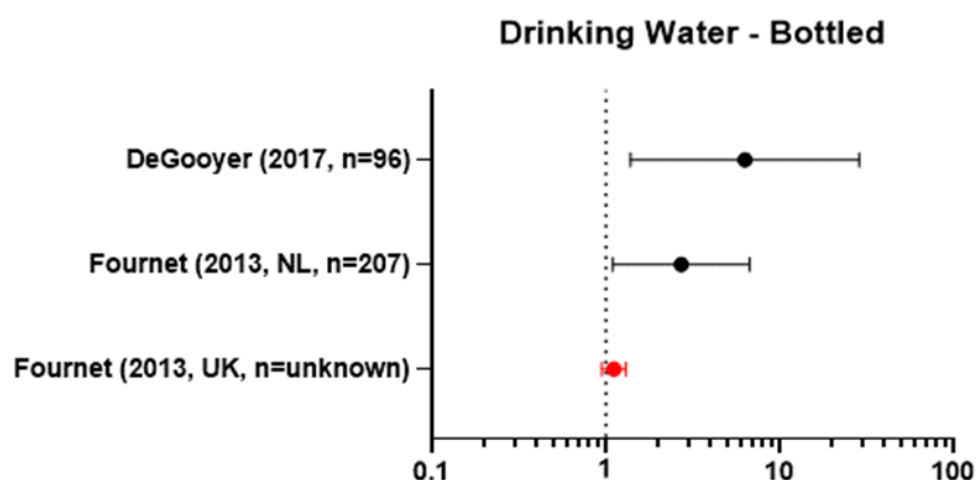 Drinking Water - Bottled
DeGooyer (2017, n=96)
Fournet (2013, NL, n=207)
Fournet (2013, UK, n=unknown)
0.1 1 10 100